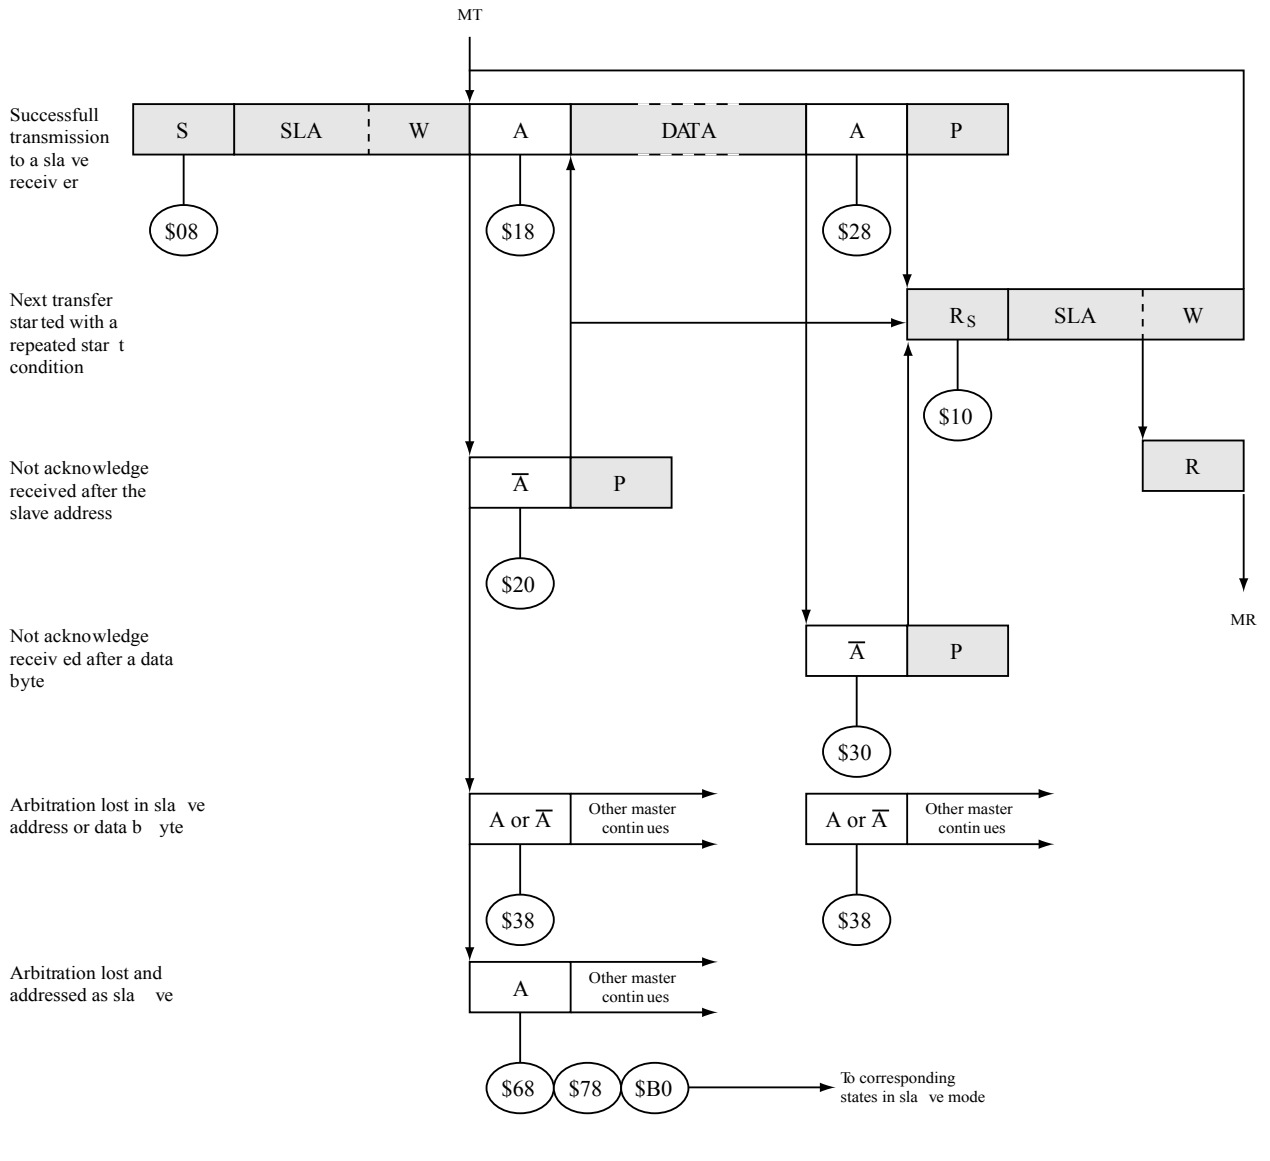 MT
Successfull
transmission
to a sla ve
receiv er
S SLA W A DATA A P
$08 $18 $28
Next transfer
star ted with a
repeated star t
condition
RS SLA W
$10
Not acknowledge
received after the
slave address
A̅ P
R
$20
MR
Not acknowledge
receiv ed after a data
byte
A̅ P
$30
Arbitration lost in sla ve
address or data b yte
A or A̅
Other master
contin ues
A or A̅
Other master
contin ues
$38 $38
Arbitration lost and
addressed as sla ve
A
Other master
contin ues
$68 $78 $B0
To corresponding
states in sla ve mode